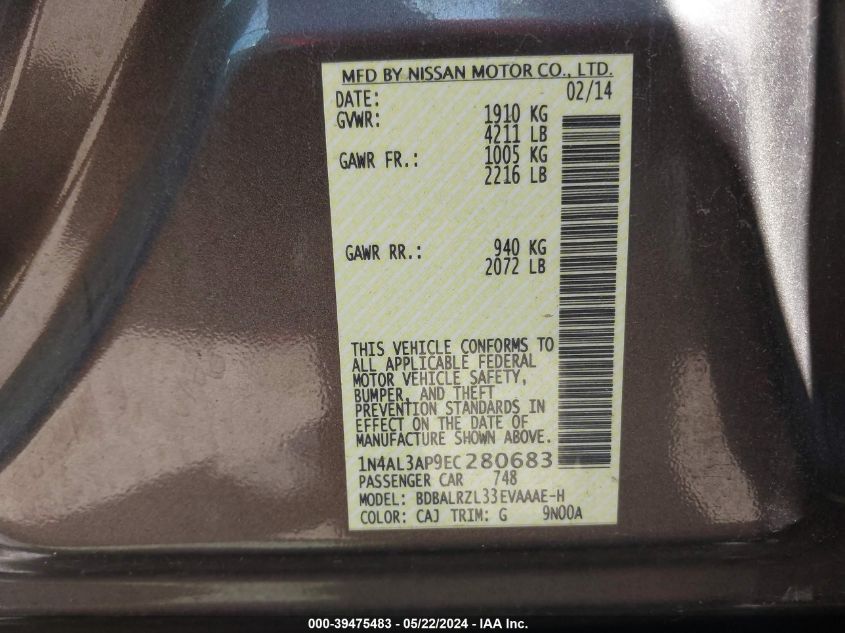 MFD BY NISSAN MOTOR CO., LTD.
DATE: 02/14
GVWR: 1910 KG
4211 LB
GAWR FR.: 1005 KG
2216 LB
GAWR RR.: 940 KG
2072 LB
THIS VEHICLE CONFORMS TO
ALL APPLICABLE FEDERAL
MOTOR VEHICLE SAFETY,
BUMPER, AND THEFT
PREVENTION STANDARDS IN
EFFECT ON THE DATE OF
MANUFACTURE SHOWN ABOVE.
1N4AL3AP9EC280683
PASSENGER CAR 748
MODEL: BDBALRZL33EVAAAE-H
COLOR: CAJ TRIM: G 9N00A
000-39475483 - 05/22/2024 - IAA Inc.